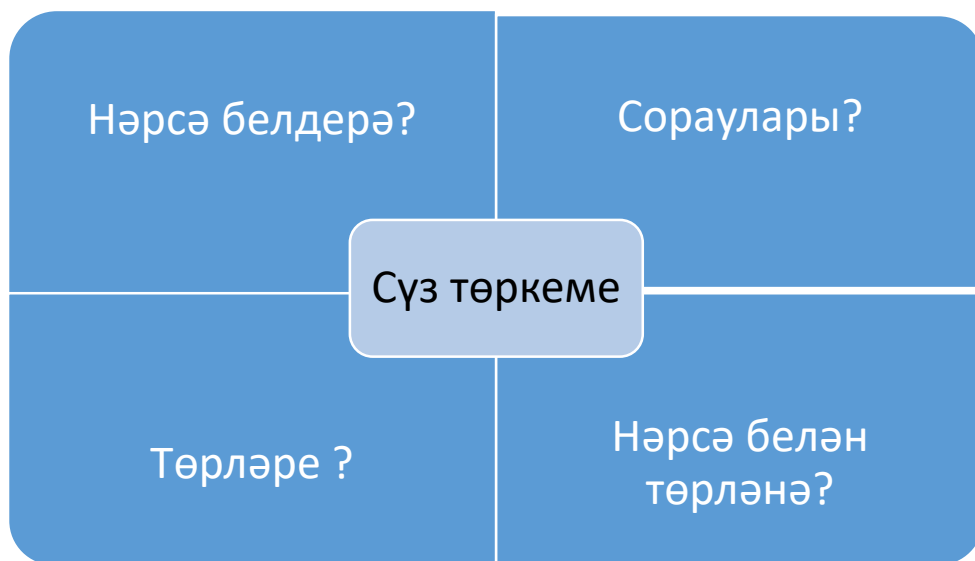 Нәрсә белдерә?
Сораулары?
Сүз төркеме
Төрләре ?
Нәрсә белән
төрләнә?